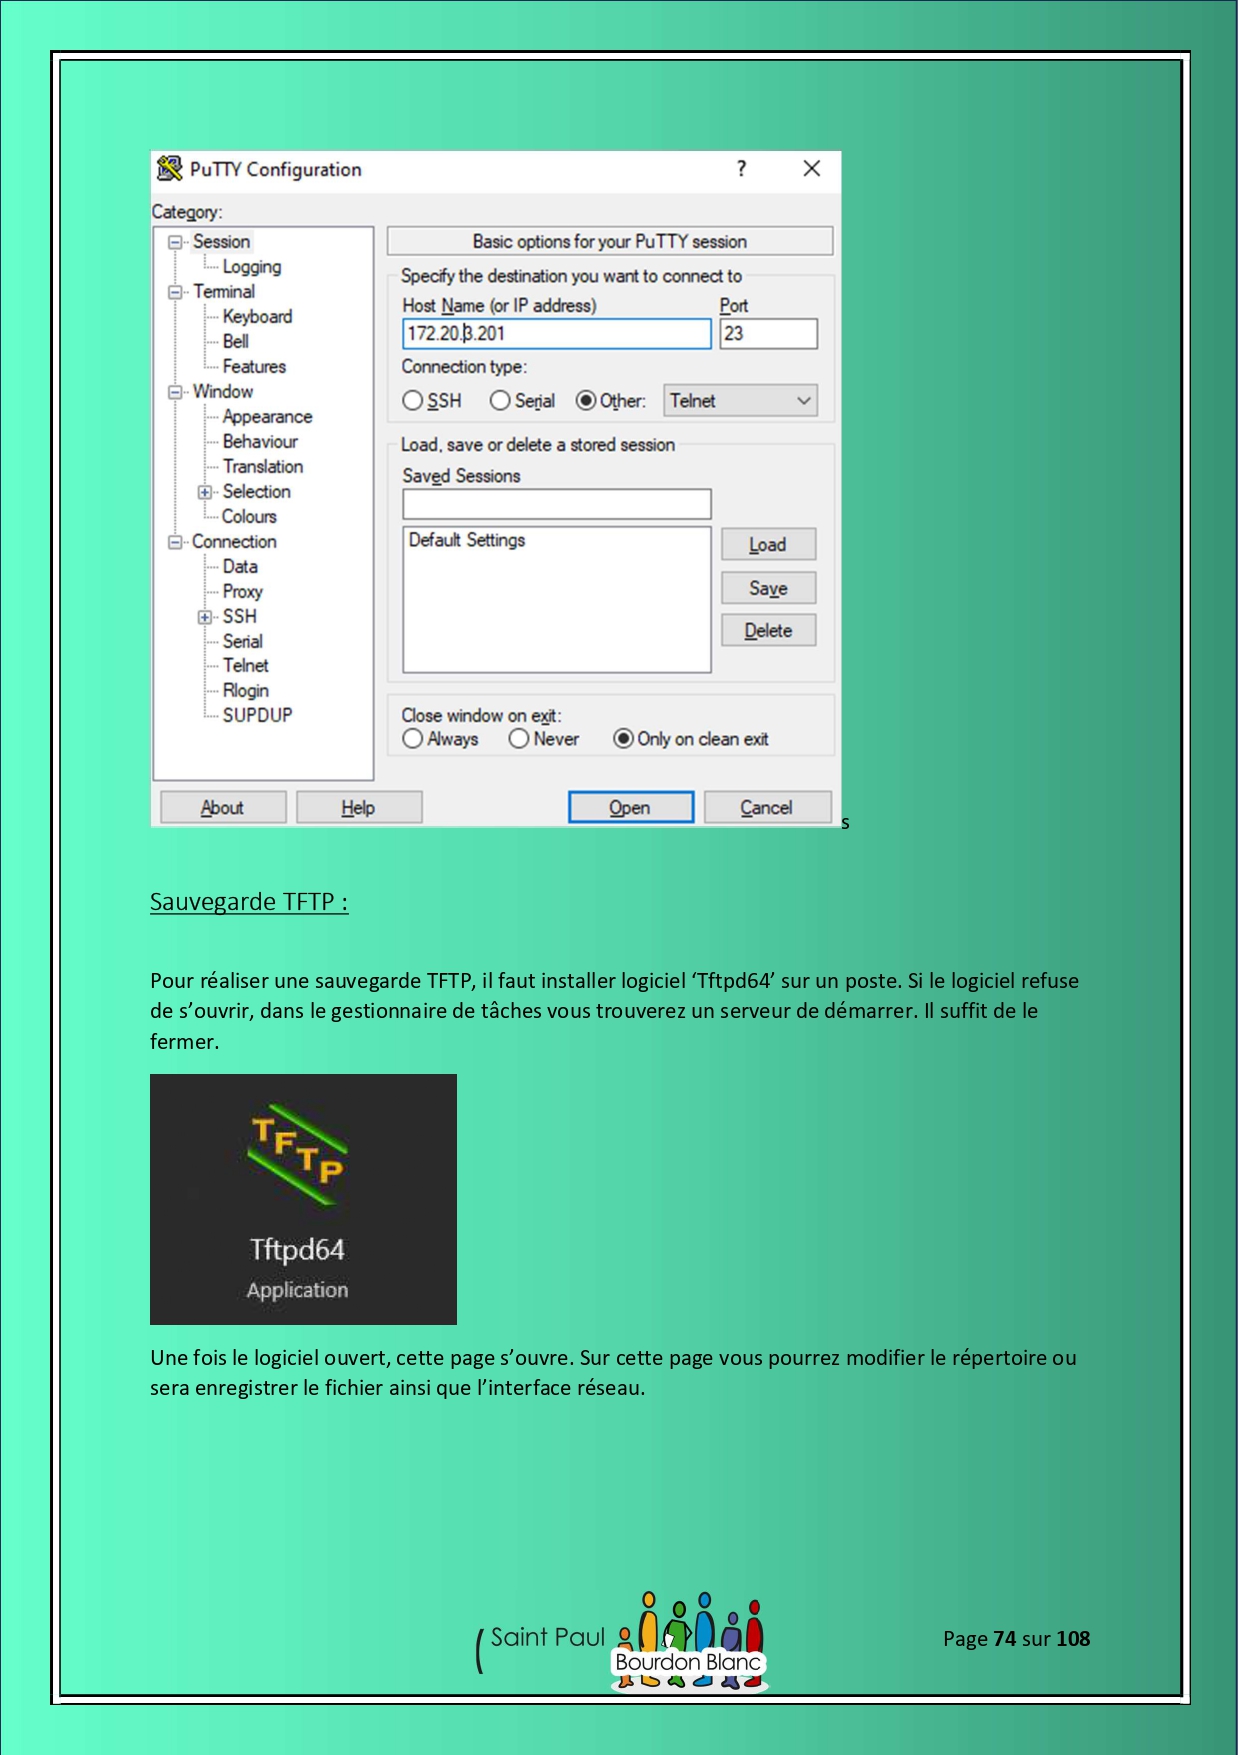 PuTTY Configuration
?
Category:
Session
Logging
Terminal
Keyboard
Bell
Features
Window
Appearance
Behaviour
Translation
Selection
Colours
Connection
Data
Proxy
SSH
Serial
Telnet
Rlogin
SUPDUP
Basic options for your PuTTY session
Specify the destination you want to connect to
Host Name (or IP address) Port
172.20.3.201 23
Connection type:
SSH Serial Other: Telnet
Load, save or delete a stored session
Saved Sessions
Default Settings
Load
Save
Delete
Close window on exit:
Always Never Only on clean exit
About Help Open Cancel
s
Sauvegarde TFTP :
Pour réaliser une sauvegarde TFTP, il faut installer logiciel ‘Tftpd64’ sur un poste. Si le logiciel refuse
de s’ouvrir, dans le gestionnaire de tâches vous trouverez un serveur de démarrer. Il suffit de le
fermer.
TFTP
Tftpd64
Application
Une fois le logiciel ouvert, cette page s’ouvre. Sur cette page vous pourrez modifier le répertoire ou
sera enregistrer le fichier ainsi que l’interface réseau.
Saint Paul
Bourdon Blanc
Page 74 sur 108